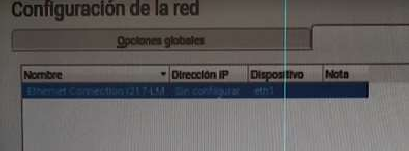 Configuración de la red
Opciones globales
Nombre Dirección IP Dispositivo Nota
Ethernet Connection I217-LM Sin configurar eth1